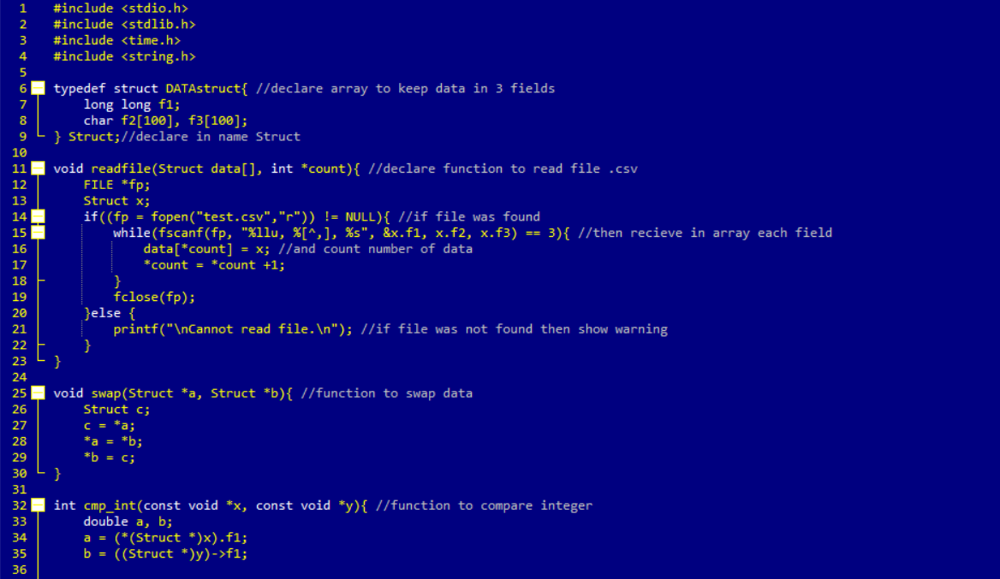 1 #include <stdio.h>
2 #include <stdlib.h>
3 #include <time.h>
4 #include <string.h>
5
6 typedef struct DATAstruct{ //declare array to keep data in 3 fields
7 long long f1;
8 char f2[100], f3[100];
9 } Struct;//declare in name Struct
10
11 void readfile(Struct data[], int *count){ //declare function to read file .csv
12 FILE *fp;
13 Struct x;
14 if((fp = fopen("test.csv","r")) != NULL){ //if file was found
15 while(fscanf(fp, "%llu, %[^,], %s", &x.f1, x.f2, x.f3) == 3){ //then recieve in array each field
16 data[*count] = x; //and count number of data
17 *count = *count +1;
18 }
19 fclose(fp);
20 }else {
21 printf("\nCannot read file.\n"); //if file was not found then show warning
22 }
23 }
24
25 void swap(Struct *a, Struct *b){ //function to swap data
26 Struct c;
27 c = *a;
28 *a = *b;
29 *b = c;
30 }
31
32 int cmp_int(const void *x, const void *y){ //function to compare integer
33 double a, b;
34 a = (*(Struct *)x).f1;
35 b = ((Struct *)y)->f1;
36